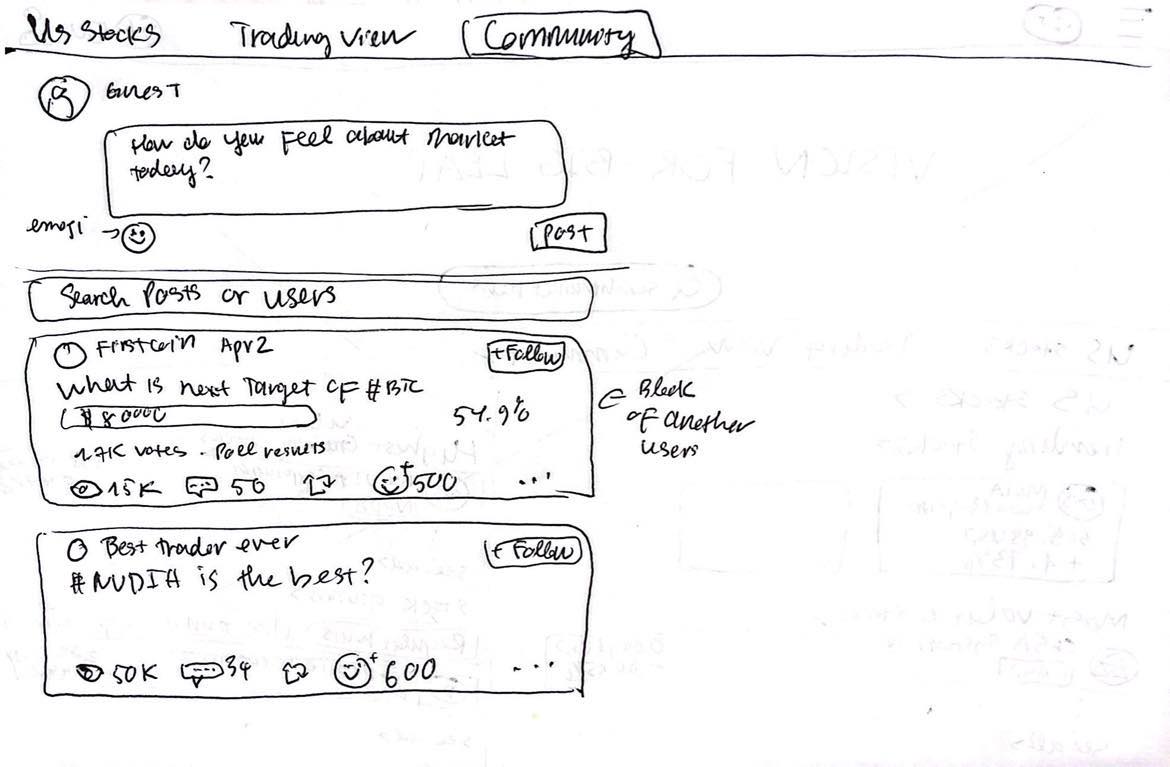 Us Stocks Trading View Community
Guest
How do you Feel about market
today?
emoji
Post
Search Posts or users
Firstcoin Apr 2
+Follow
What is next Target of #BTC
$80000 54.9%
1.7K votes · Poll results
15K 50 500 ...
Block
of another
users
Best trader ever
+ Follow
#NVDIA is the best?
50K 34 600 ...